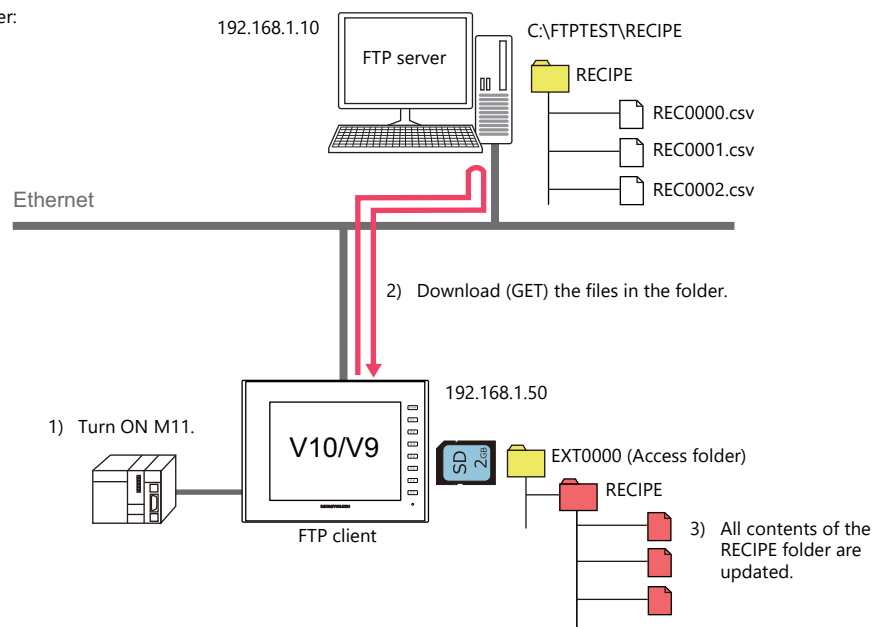 er:
192.168.1.10
C:\FTPTEST\RECIPE
FTP server
RECIPE
REC0000.csv
REC0001.csv
REC0002.csv
Ethernet
2) Download (GET) the files in the folder.
192.168.1.50
1) Turn ON M11.
V10/V9
SD
2GB
EXT0000 (Access folder)
RECIPE
FTP client
3) All contents of the
RECIPE folder are
updated.